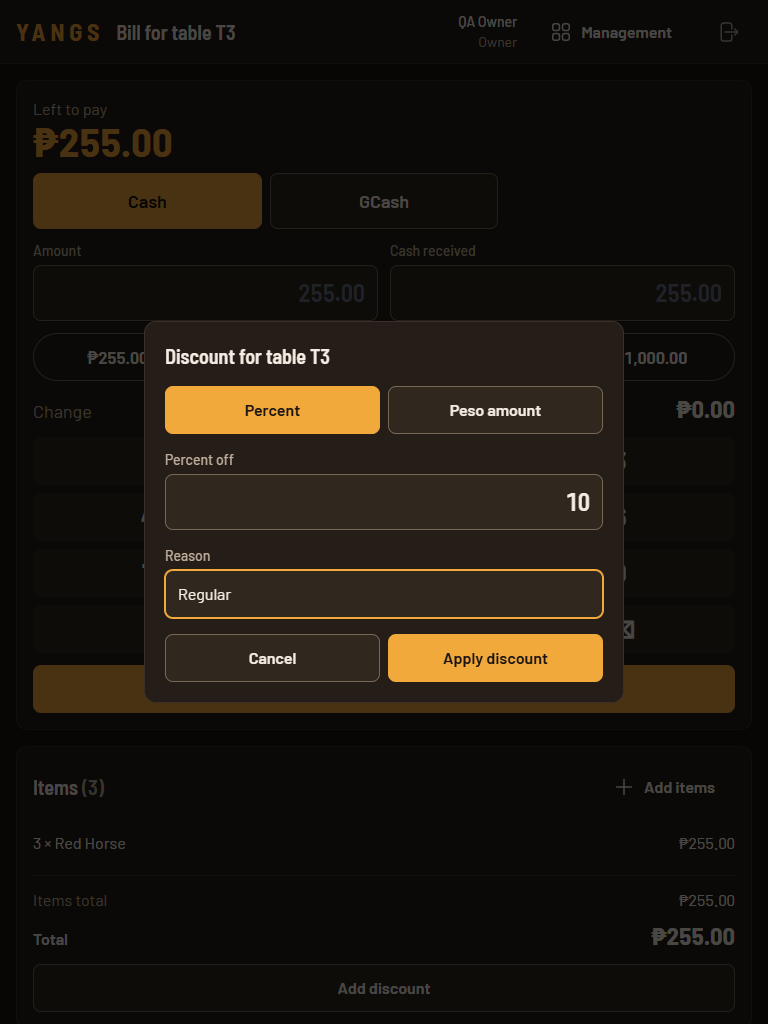 YANGS Bill for table T3
QA Owner
Owner
Management
Left to pay
₱255.00
Cash
GCash
Amount
Cash received
255.00
255.00
₱255.00
1,000.00
Discount for table T3
Percent
Peso amount
Change
₱0.00
Percent off
10
Reason
Regular
Cancel
Apply discount
Items (3)
Add items
3 × Red Horse
₱255.00
Items total
₱255.00
Total
₱255.00
Add discount